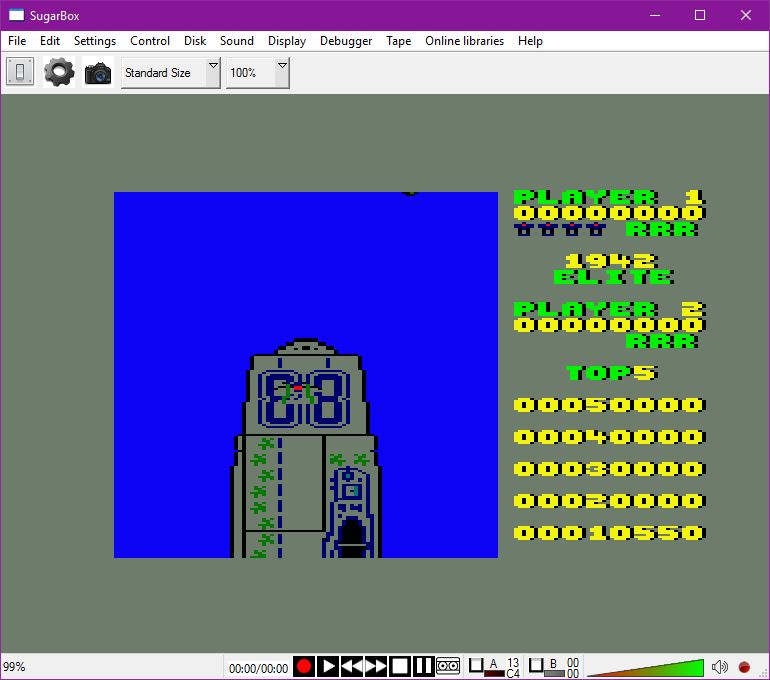 SugarBox
File Edit Settings Control Disk Sound Display Debugger Tape Online libraries Help
Standard Size 100%
PLAYER 1
00000000
RRR
1942
ELITE
PLAYER 2
00000000
RRR
TOP5
00050000
00040000
00030000
00020000
00010550
99% 00:00/00:00 A 13 C4 B 00 00